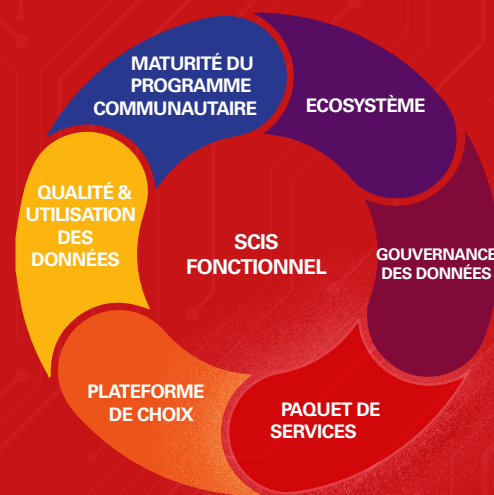 MATURITÉ DU
PROGRAMME
COMMUNAUTAIRE
ECOSYSTÈME
GOUVERNANCE
DES DONNÉES
PAQUET DE
SERVICES
PLATEFORME
DE CHOIX
QUALITÉ &
UTILISATION
DES
DONNÉES
SCIS
FONCTIONNEL